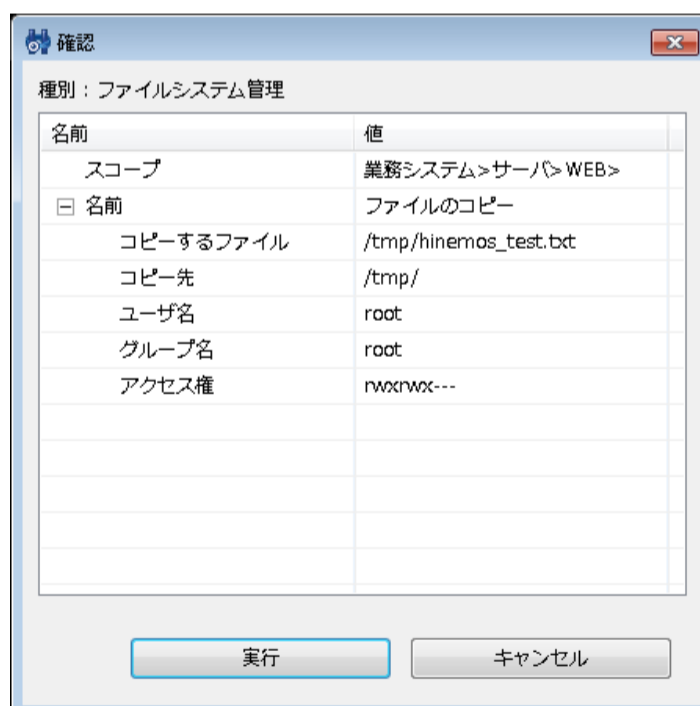 確認
種別：ファイルシステム管理
名前 値
スコープ 業務システム>サーバ>WEB>
名前 ファイルのコピー
コピーするファイル /tmp/hinemos_test.txt
コピー先 /tmp/
ユーザ名 root
グループ名 root
アクセス権 rwxrwx---
実行 キャンセル